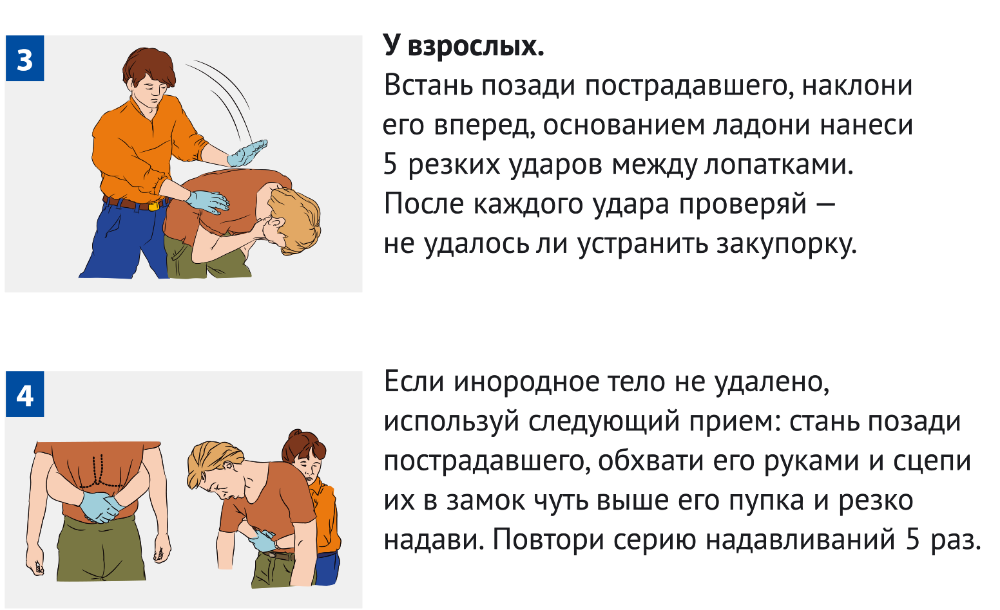 3
У взрослых.
Встань позади пострадавшего, наклони
его вперед, основанием ладони нанеси
5 резких ударов между лопатками.
После каждого удара проверяй —
не удалось ли устранить закупорку.
4
Если инородное тело не удалено,
используй следующий прием: стань позади
пострадавшего, обхвати его руками и сцепи
их в замок чуть выше его пупка и резко
надави. Повтори серию надавливаний 5 раз.